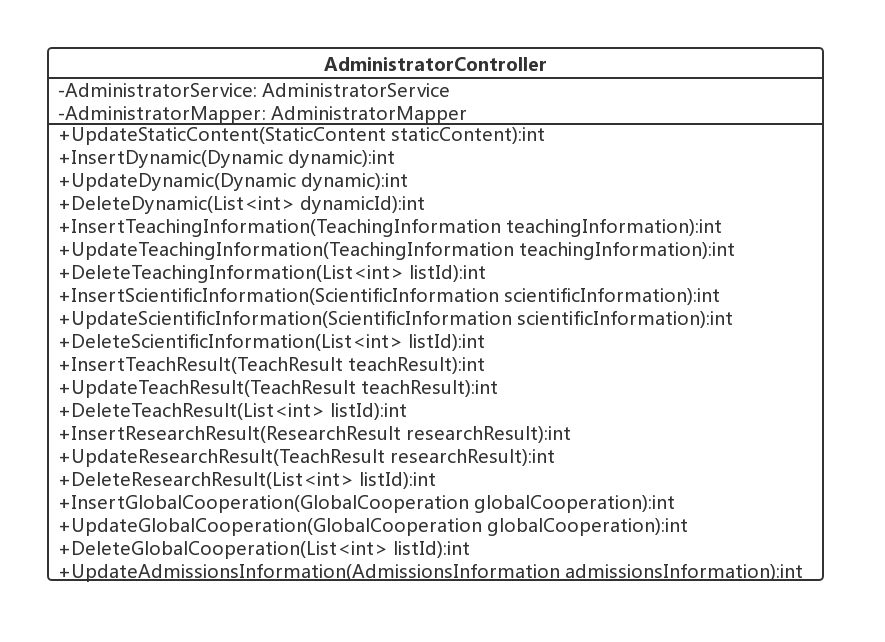 AdministratorController
-AdministratorService: AdministratorService
-AdministratorMapper: AdministratorMapper
+UpdateStaticContent(StaticContent staticContent):int
+InsertDynamic(Dynamic dynamic):int
+UpdateDynamic(Dynamic dynamic):int
+DeleteDynamic(List<int> dynamicId):int
+InsertTeachingInformation(TeachingInformation teachingInformation):int
+UpdateTeachingInformation(TeachingInformation teachingInformation):int
+DeleteTeachingInformation(List<int> listId):int
+InsertScientificInformation(ScientificInformation scientificInformation):int
+UpdateScientificInformation(ScientificInformation scientificInformation):int
+DeleteScientificInformation(List<int> listId):int
+InsertTeachResult(TeachResult teachResult):int
+UpdateTeachResult(TeachResult teachResult):int
+DeleteTeachResult(List<int> listId):int
+InsertResearchResult(ResearchResult researchResult):int
+UpdateResearchResult(TeachResult researchResult):int
+DeleteResearchResult(List<int> listId):int
+InsertGlobalCooperation(GlobalCooperation globalCooperation):int
+UpdateGlobalCooperation(GlobalCooperation globalCooperation):int
+DeleteGlobalCooperation(List<int> listId):int
+UpdateAdmissionsInformation(AdmissionsInformation admissionsInformation):int